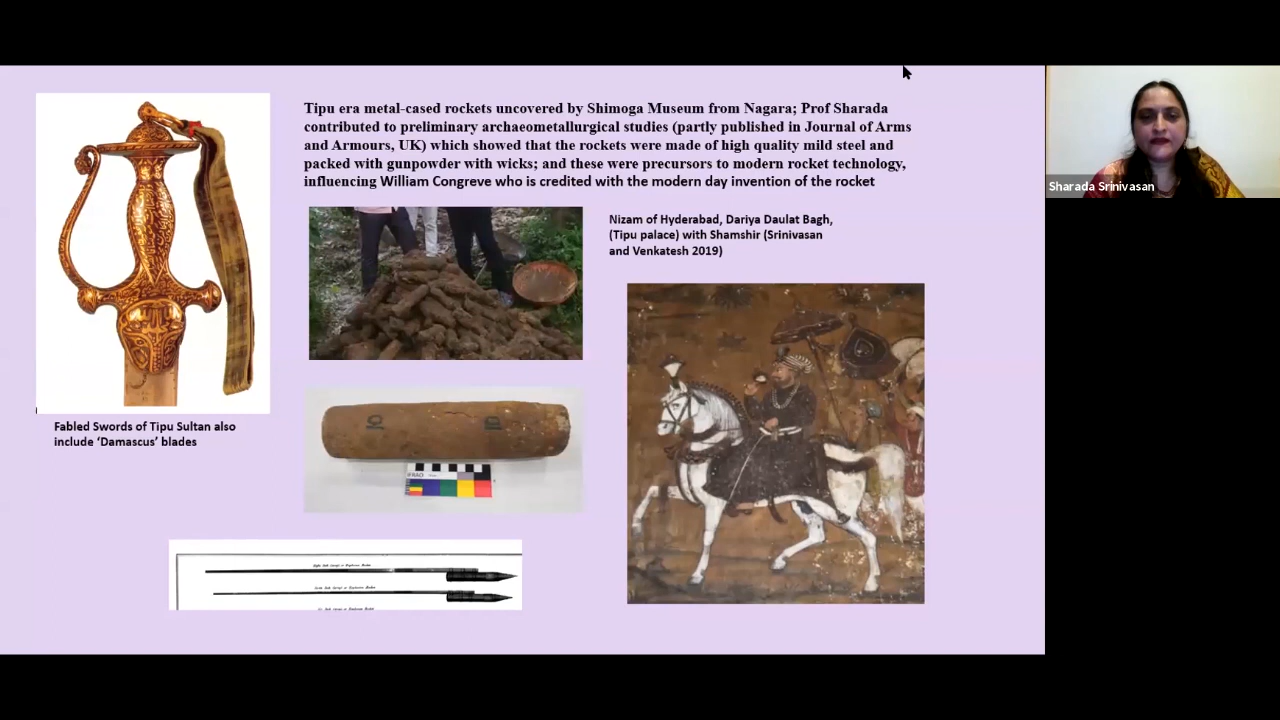 Tipu era metal-cased rockets uncovered by Shimoga Museum from Nagara; Prof Sharada
contributed to preliminary archaeometallurgical studies (partly published in Journal of Arms
and Armours, UK) which showed that the rockets were made of high quality mild steel and
packed with gunpowder with wicks; and these were precursors to modern rocket technology,
influencing William Congreve who is credited with the modern day invention of the rocket
Sharada Srinivasan
Nizam of Hyderabad, Dariya Daulat Bagh,
(Tipu palace) with Shamshir (Srinivasan
and Venkatesh 2019)
Fabled Swords of Tipu Sultan also
include ‘Damascus’ blades
IFRAO